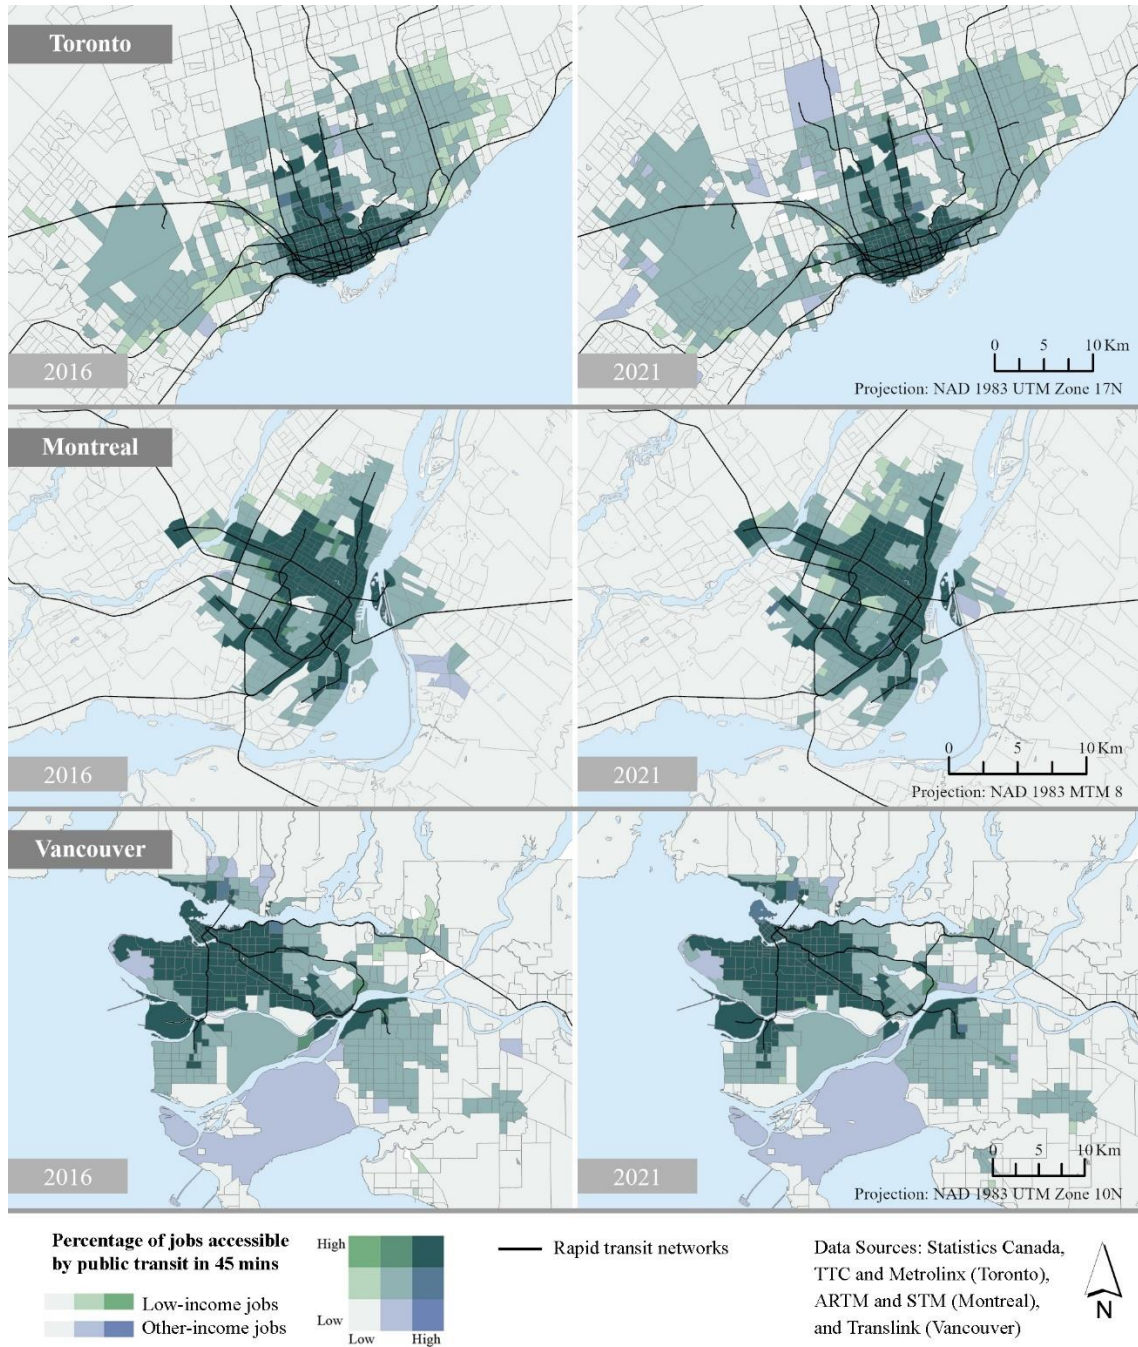 Toronto
2016
2021
0 5 10 Km
Projection: NAD 1983 UTM Zone 17N
Montreal
2016
2021
0 5 10 Km
Projection: NAD 1983 MTM 8
Vancouver
2016
2021
0 5 10 Km
Projection: NAD 1983 UTM Zone 10N
Percentage of jobs accessible
by public transit in 45 mins
Low-income jobs
Other-income jobs
High
Low
Low High
Rapid transit networks
Data Sources: Statistics Canada,
TTC and Metrolinx (Toronto),
ARTM and STM (Montreal),
and Translink (Vancouver)
N